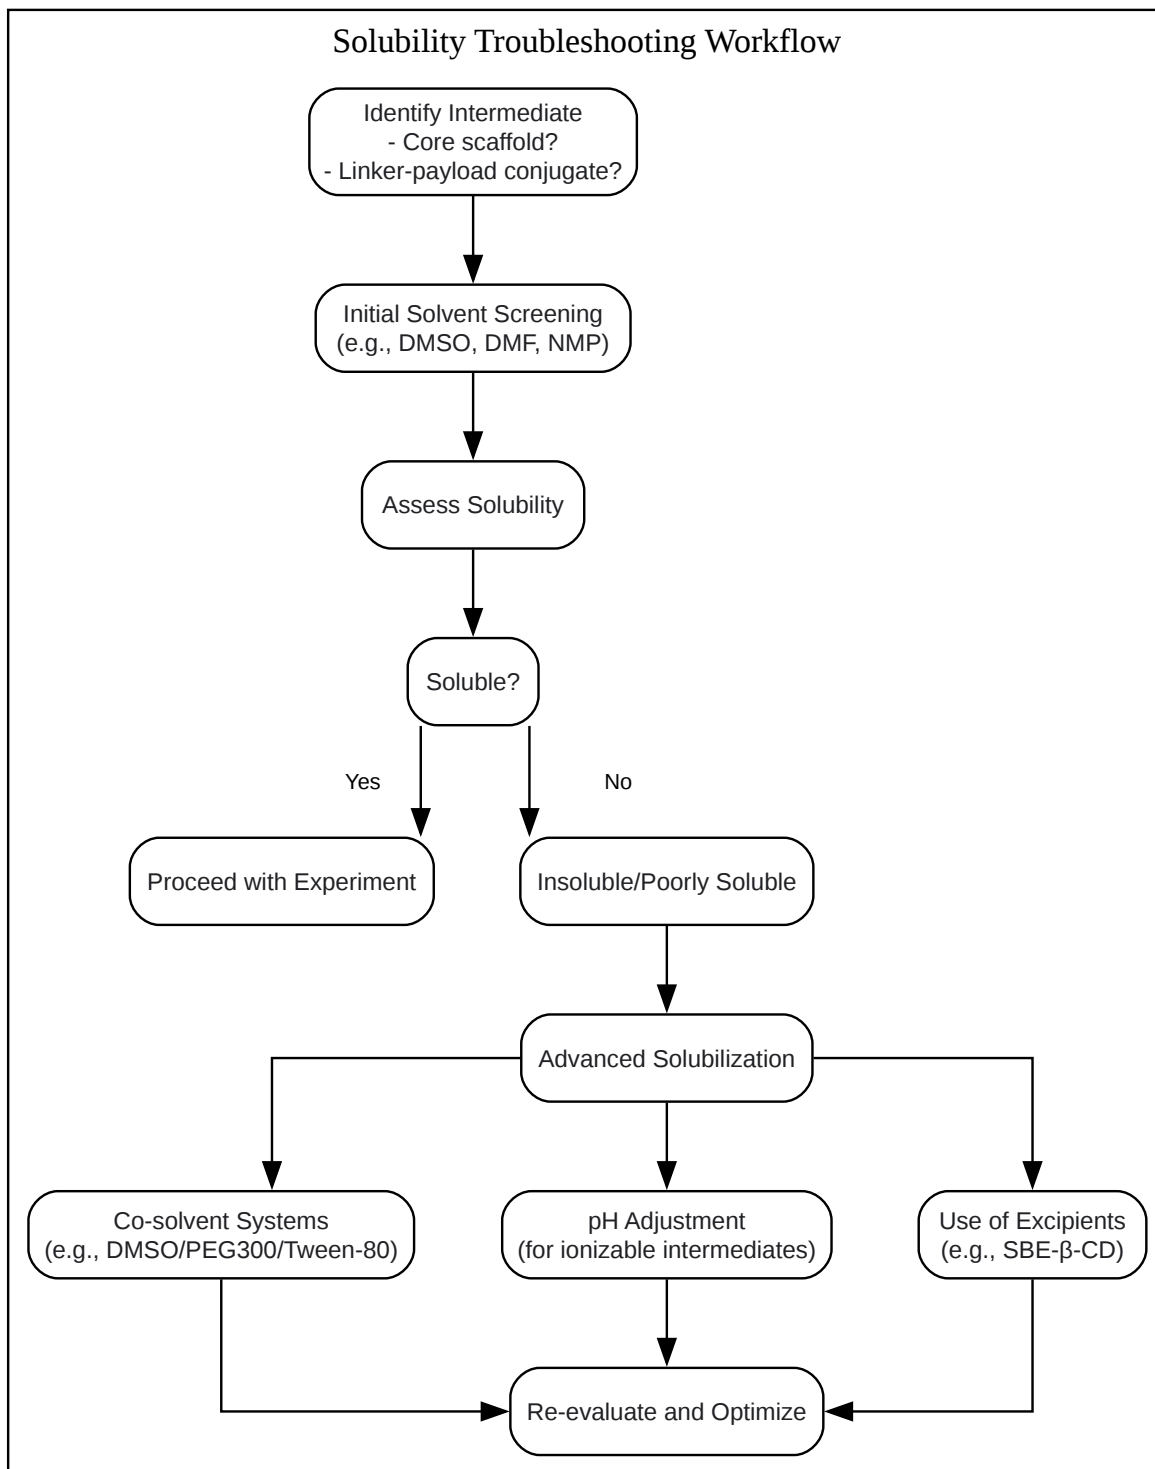 Solubility Troubleshooting Workflow
Identify Intermediate
- Core scaffold?
- Linker-payload conjugate?
Initial Solvent Screening
(e.g., DMSO, DMF, NMP)
Assess Solubility
Soluble?
Yes
No
Proceed with Experiment
Insoluble/Poorly Soluble
Advanced Solubilization
Co-solvent Systems
(e.g., DMSO/PEG300/Tween-80)
pH Adjustment
(for ionizable intermediates)
Use of Excipients
(e.g., SBE-β-CD)
Re-evaluate and Optimize